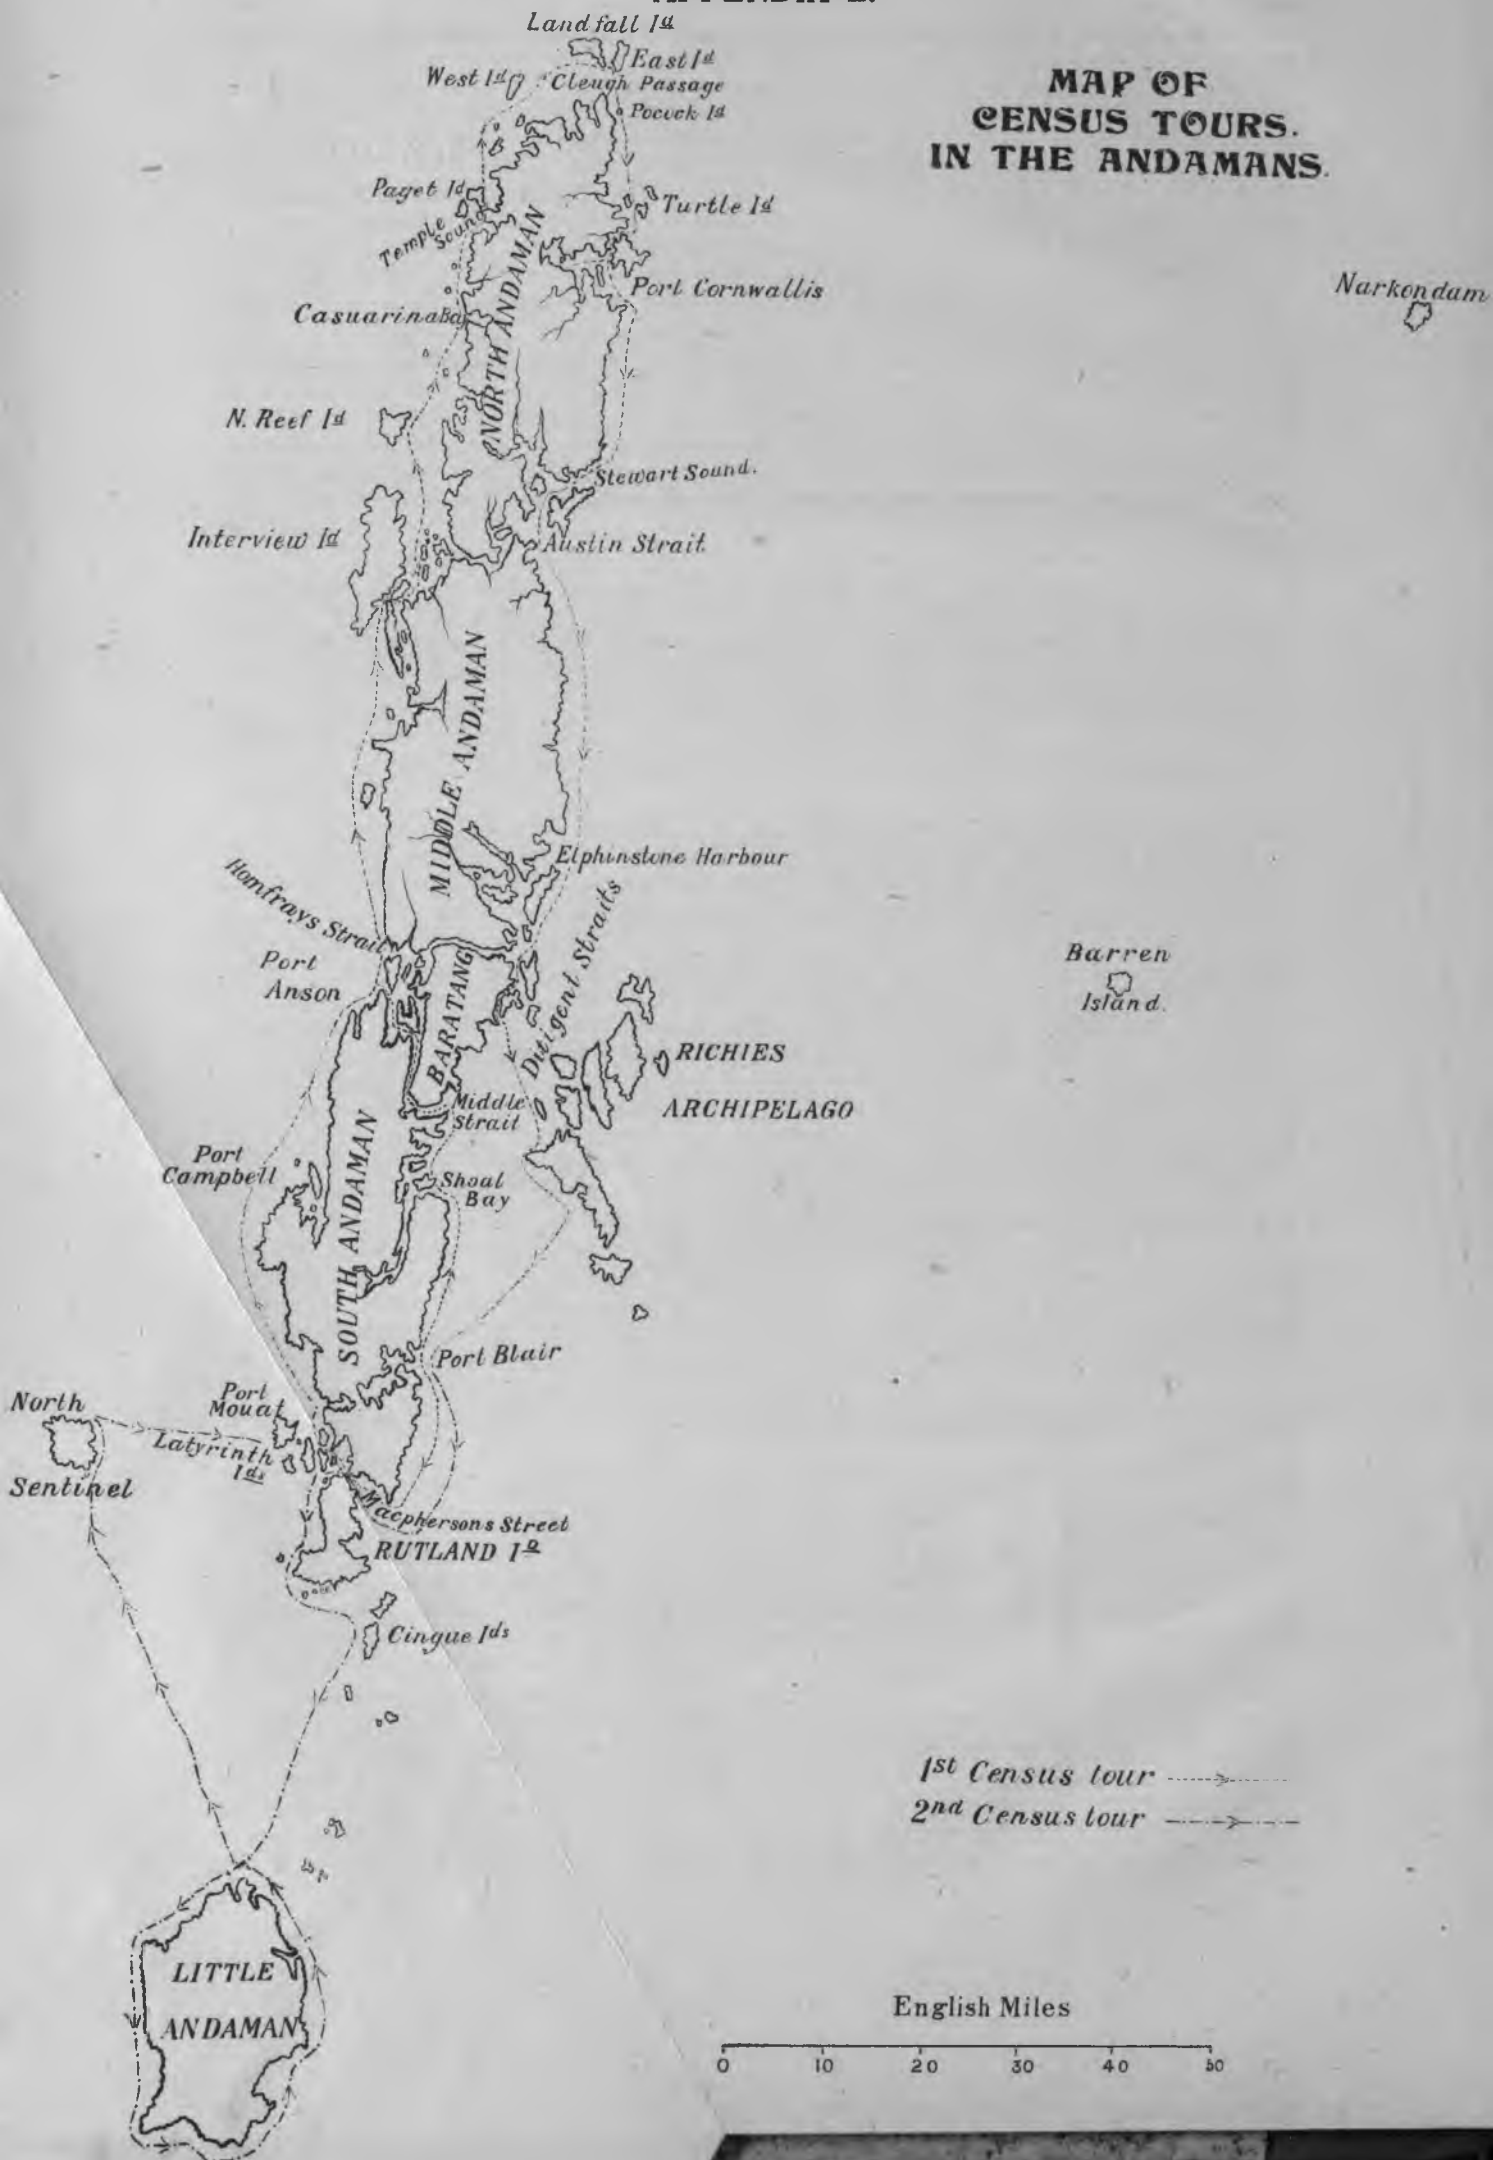 Landfall Id
East Id
West Id
Cleugh Passage
Pocock Id
MAP OF
CENSUS TOURS.
IN THE ANDAMANS.
Paget Id
Turtle Id
Temple
Sound
NORTH ANDAMAN
Port Cornwallis
Narkondam
Casuarina Bay
N. Reef Id
Stewart Sound.
Interview Id
Austin Strait
MIDDLE ANDAMAN
Elphinstone Harbour
Homfrays Strait
Diligent Straits
Port
Anson
BARATANG
Barren
Island.
RICHIES
ARCHIPELAGO
Middle
Strait
Port
Campbell
SOUTH ANDAMAN
Shoal
Bay
Port Blair
North
Sentinel
Port
Mouat
Latyrinth
Ids
Macphersons Street
RUTLAND Id
Cinque Ids
1st Census tour
2nd Census tour
LITTLE
ANDAMAN
English Miles
0 10 20 30 40 50